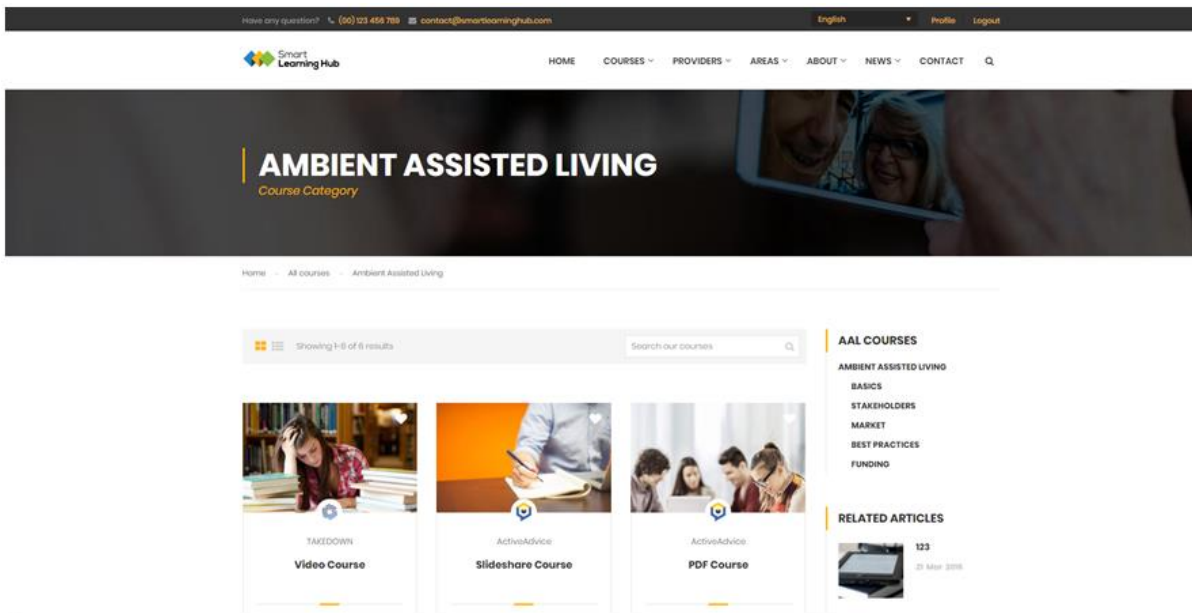 Have any question? (00) 123 456 789 contact@smartlearninghub.com
English Profile Logout
Smart
Learning Hub
HOME COURSES PROVIDERS AREAS ABOUT NEWS CONTACT
AMBIENT ASSISTED LIVING
Course Category
Home All courses Ambient Assisted Living
Showing 1-6 of 6 results
Search our courses
TAKEDOWN
Video Course
ActiveAdvice
Slideshare Course
ActiveAdvice
PDF Course
AAL COURSES
AMBIENT ASSISTED LIVING
BASICS
STAKEHOLDERS
MARKET
BEST PRACTICES
FUNDING
RELATED ARTICLES
123
21 Mar